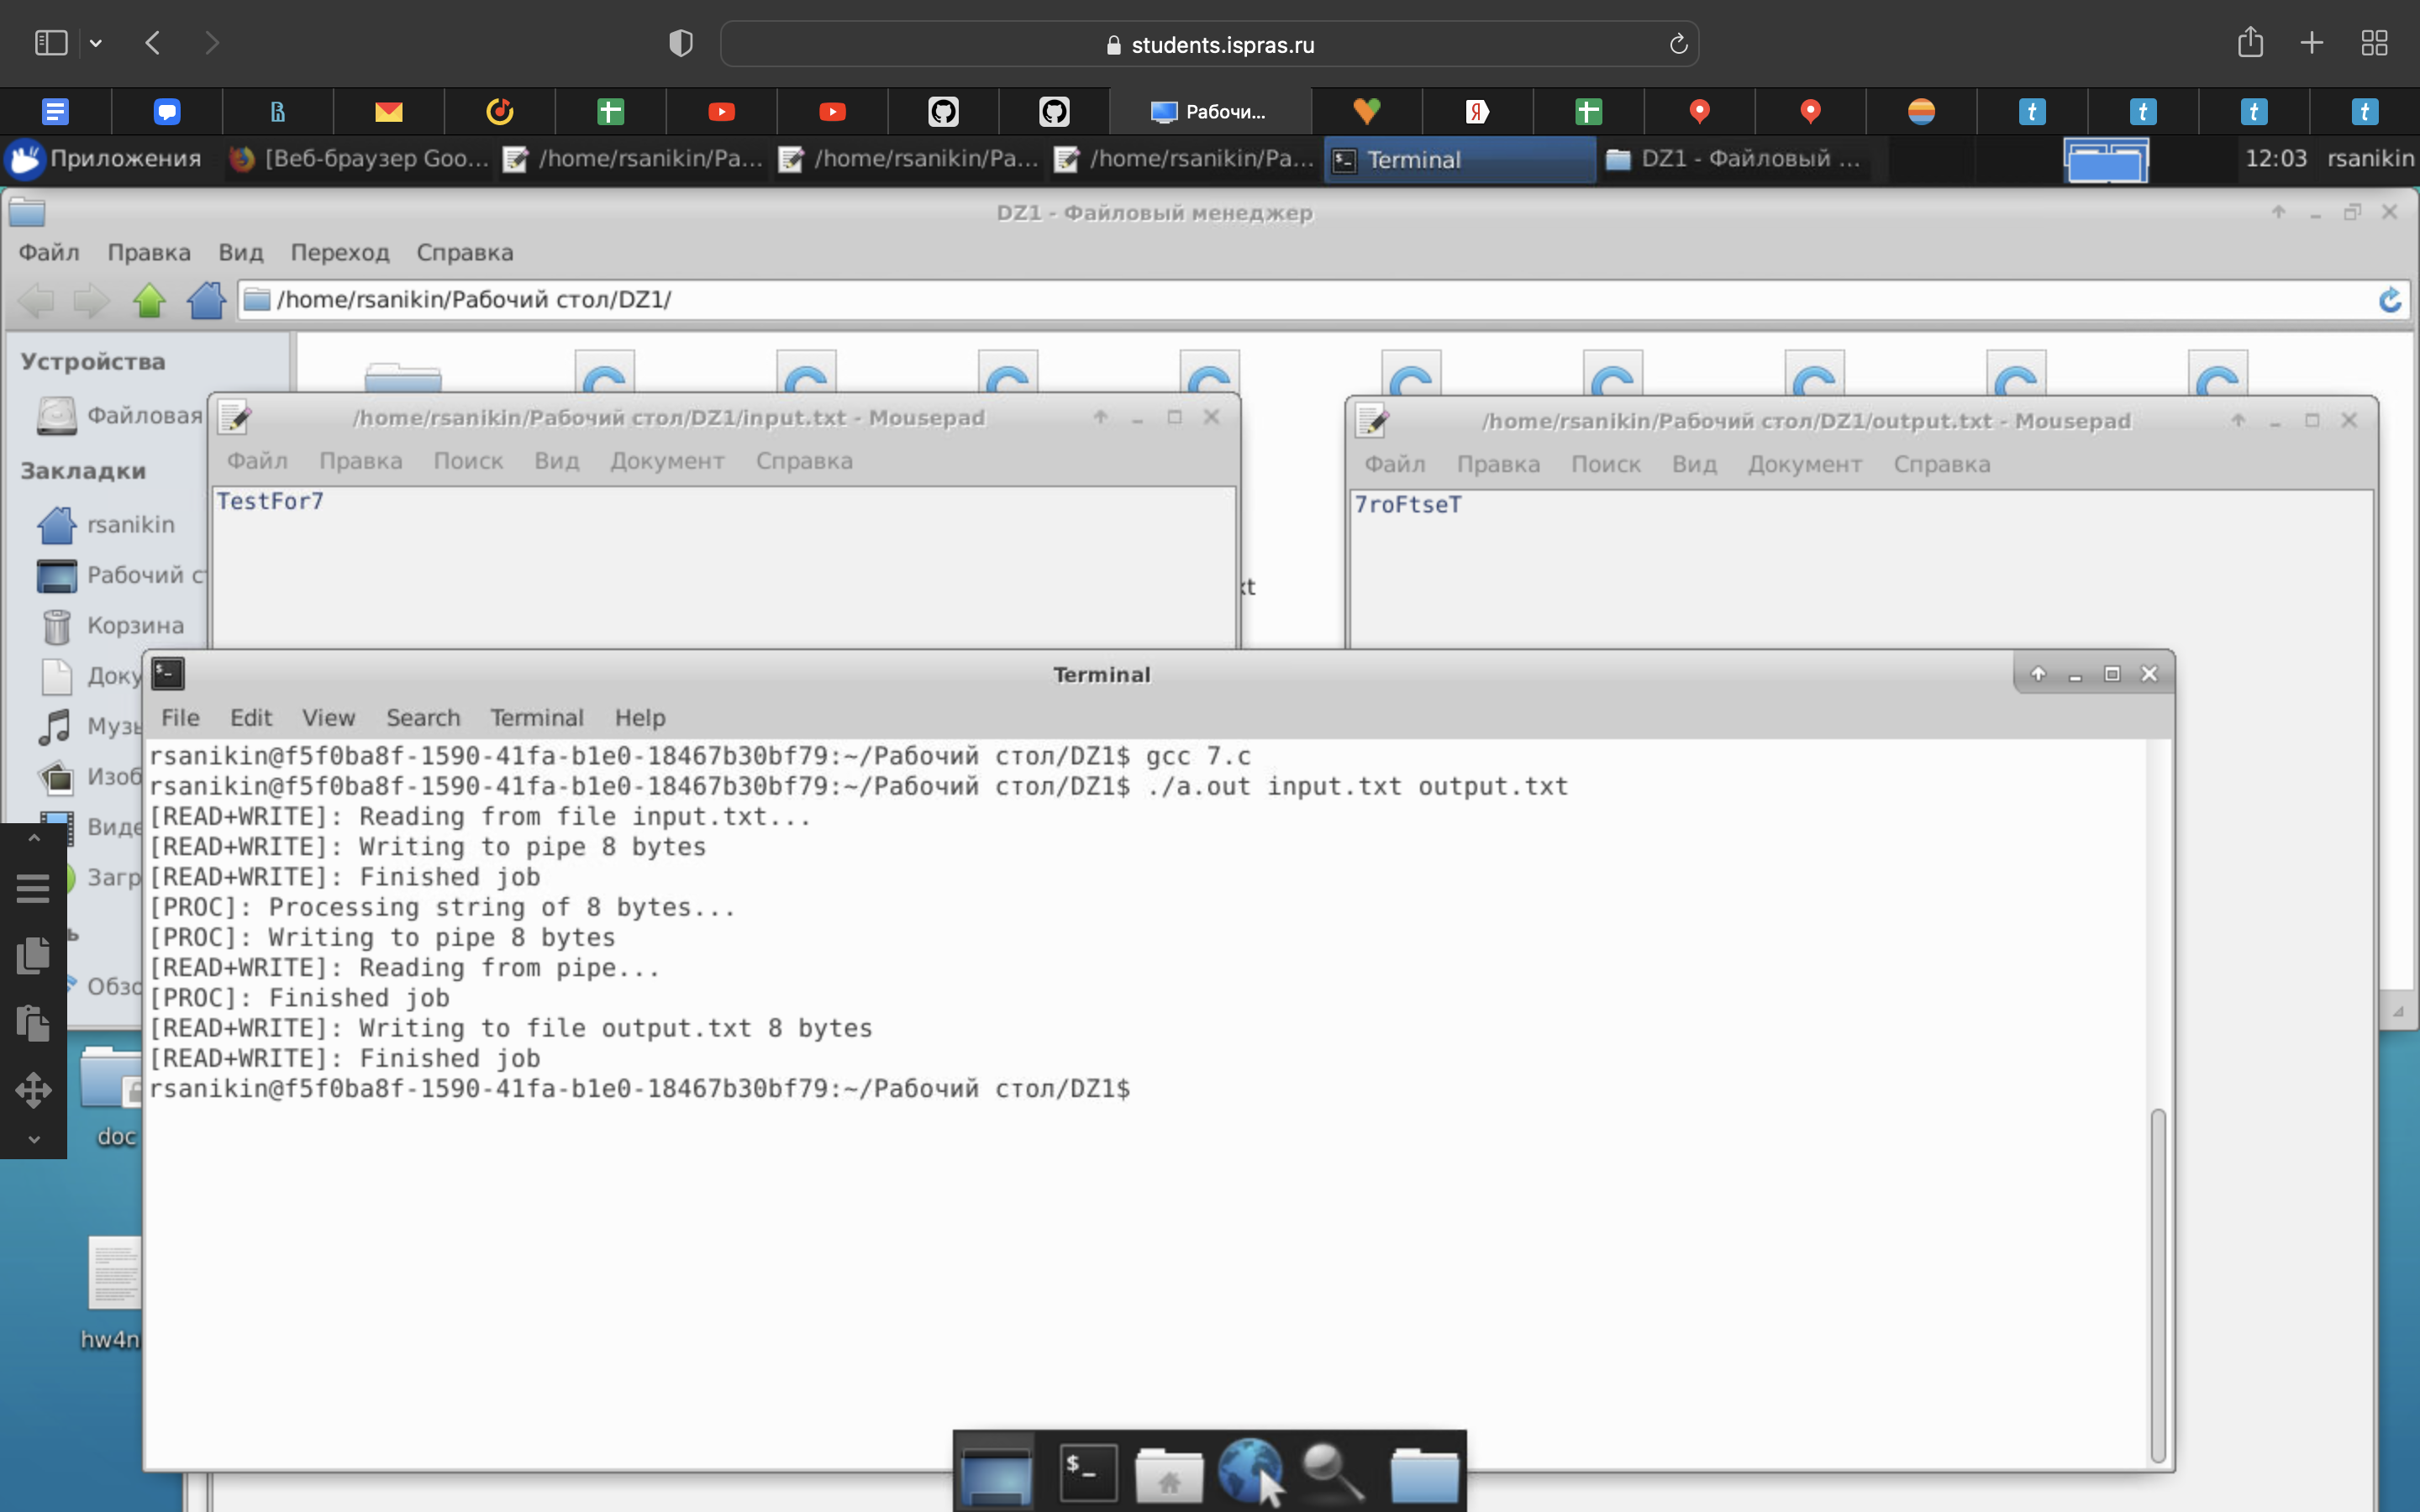 students.ispras.ru
Рабочи...
Приложения
[Веб-браузер Goo...
/home/rsanikin/Pa...
/home/rsanikin/Pa...
/home/rsanikin/Pa...
Terminal
DZ1 - Файловый ...
12:03
rsanikin
DZ1 - Файловый менеджер
Файл Правка Вид Переход Справка
/home/rsanikin/Рабочий стол/DZ1/
Устройства
Файловая
Закладки
rsanikin
Рабочий ст
Корзина
Доку
Музы
Изоб
Виде
Загр
Обзо
/home/rsanikin/Рабочий стол/DZ1/input.txt - Mousepad
Файл Правка Поиск Вид Документ Справка
TestFor7
/home/rsanikin/Рабочий стол/DZ1/output.txt - Mousepad
Файл Правка Поиск Вид Документ Справка
7roFtseT
Terminal
File Edit View Search Terminal Help
rsanikin@f5f0ba8f-1590-41fa-b1e0-18467b30bf79:~/Рабочий стол/DZ1$ gcc 7.c
rsanikin@f5f0ba8f-1590-41fa-b1e0-18467b30bf79:~/Рабочий стол/DZ1$ ./a.out input.txt output.txt
[READ+WRITE]: Reading from file input.txt...
[READ+WRITE]: Writing to pipe 8 bytes
[READ+WRITE]: Finished job
[PROC]: Processing string of 8 bytes...
[PROC]: Writing to pipe 8 bytes
[READ+WRITE]: Reading from pipe...
[PROC]: Finished job
[READ+WRITE]: Writing to file output.txt 8 bytes
[READ+WRITE]: Finished job
rsanikin@f5f0ba8f-1590-41fa-b1e0-18467b30bf79:~/Рабочий стол/DZ1$
doc
hw4n